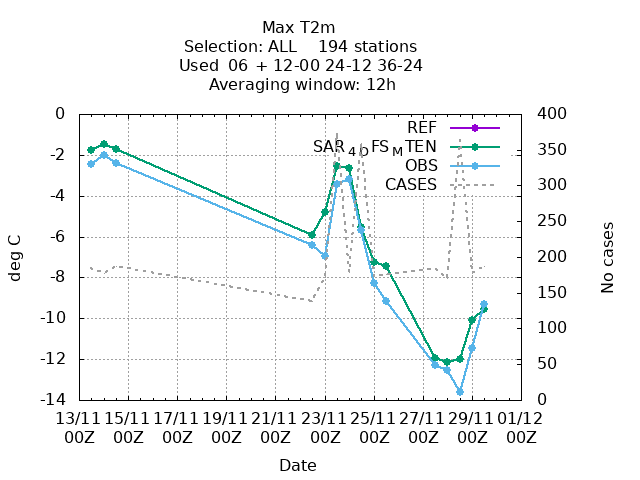 Max T2m
Selection: ALL    194 stations
Used  06 + 12-00 24-12 36-24
Averaging window: 12h
0
-2
-4
-6
-8
-10
-12
-14
deg C
400
350
300
250
200
150
100
50
0
No cases
REF
SAR4DFSMTEN
OBS
CASES
13/11 15/11 17/11 19/11 21/11 23/11 25/11 27/11 29/11 01/12
00Z 00Z 00Z 00Z 00Z 00Z 00Z 00Z 00Z 00Z
Date